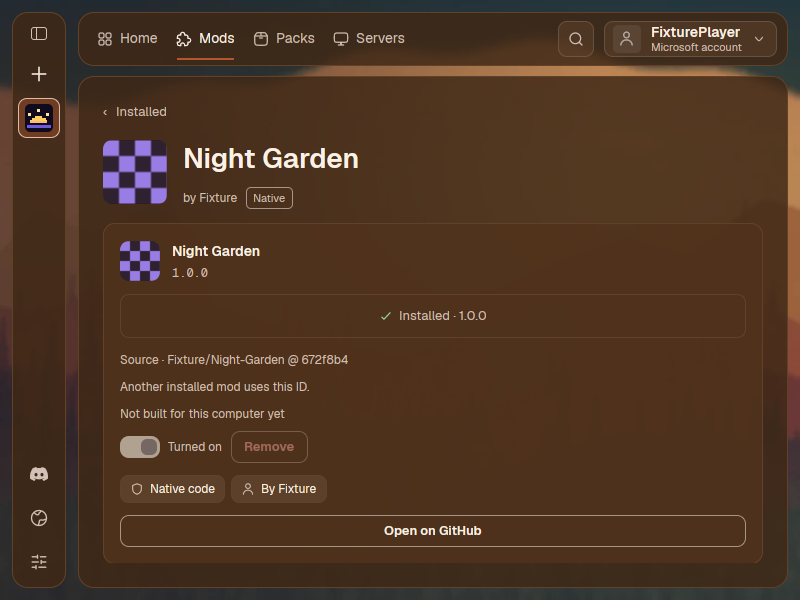 Home
Mods
Packs
Servers
FixturePlayer
Microsoft account
‹ Installed
Night Garden
by Fixture
Native
Night Garden
1.0.0
Installed · 1.0.0
Source · Fixture/Night-Garden @ 672f8b4
Another installed mod uses this ID.
Not built for this computer yet
Turned on
Remove
Native code
By Fixture
Open on GitHub